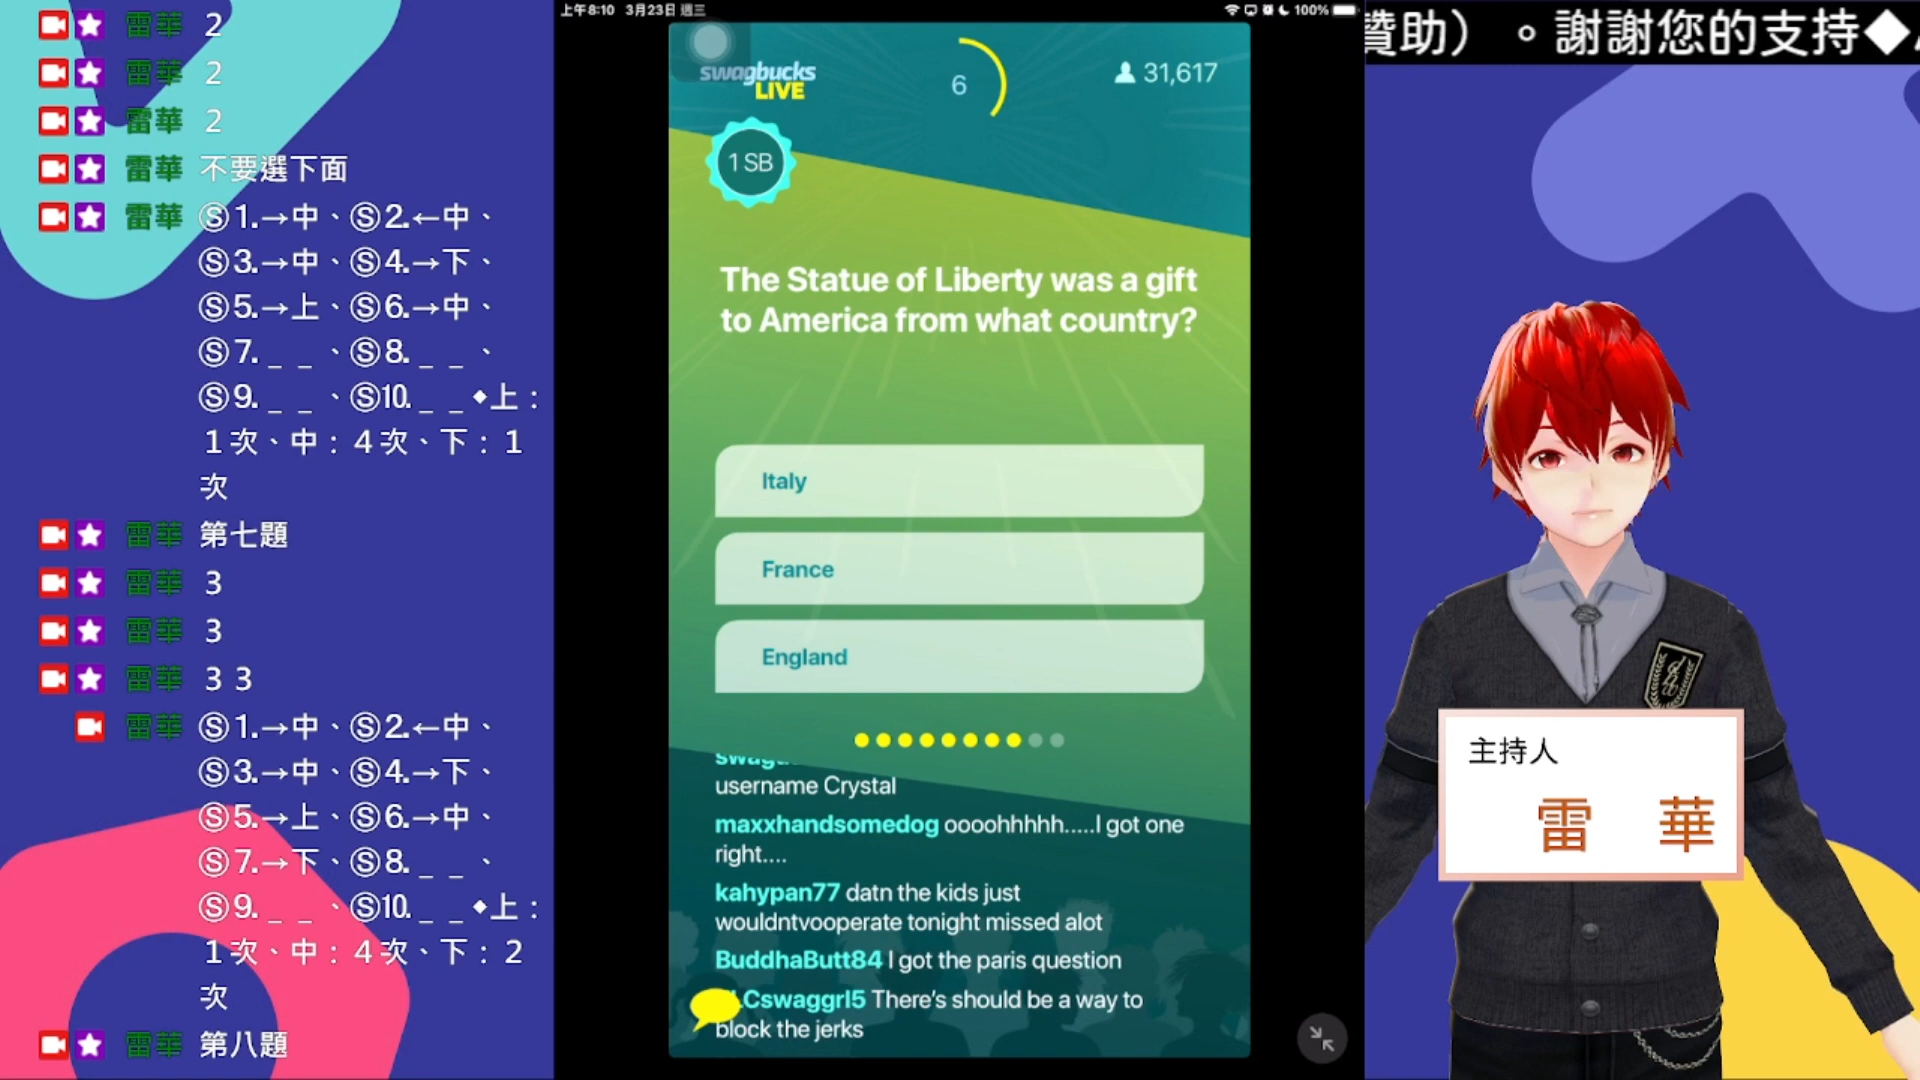 雷華 2
雷華 2
雷華 2
雷華 不要選下面
雷華 Ⓢ1.→中、Ⓢ2.←中、
Ⓢ3.→中、Ⓢ4.→下、
Ⓢ5.→上、Ⓢ6.→中、
Ⓢ7. _ _ 、Ⓢ8. _ _ 、
Ⓢ9. _ _ 、Ⓢ10. _ _ ◆上：
1次、中：4次、下：1
次
雷華 第七題
雷華 3
雷華 3
雷華 3 3
雷華 Ⓢ1.→中、Ⓢ2.←中、
Ⓢ3.→中、Ⓢ4.→下、
Ⓢ5.→上、Ⓢ6.→中、
Ⓢ7.→下、Ⓢ8. _ _ 、
Ⓢ9. _ _ 、Ⓢ10. _ _ ◆上：
1次、中：4次、下：2
次
雷華 第八題
上午8:10 3月23日 週三
100%
swagbucks
LIVE
6
31,617
1 SB
The Statue of Liberty was a gift
to America from what country?
Italy
France
England
username Crystal
maxxhandsomedog oooohhhhh.....I got one
right....
kahypan77 datn the kids just
wouldntvooperate tonight missed alot
BuddhaButt84 I got the paris question
LCswaggrl5 There's should be a way to
block the jerks
贊助）。謝謝您的支持◆
主持人
雷 華